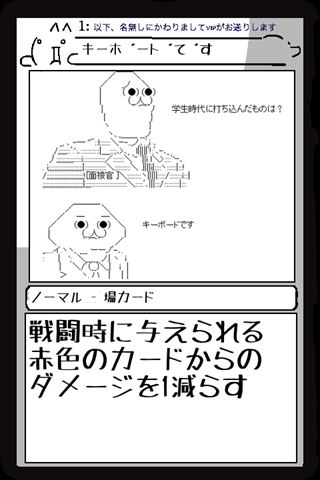 1: 以下、名無しにかわりましてVIPがお送りします
キーボードです
学生時代に打ち込んだものは？
[面接官]
キーボードです
ノーマル - 場カード
戦闘時に与えられる
赤色のカードからの
ダメージを1減らす